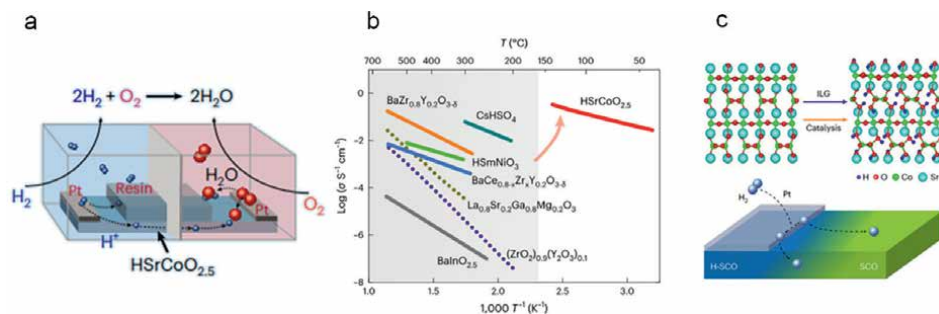 a
2H₂ + O₂ → 2H₂O
H₂
Pt
Resin
H₂O
Pt
O₂
H⁺
HSrCoO₂.₅
b
T (°C)
700 500 300 200 150 100 50
Log (σ S⁻¹ cm⁻¹)
0
−2
−4
−6
−8
BaZr₀.₈Y₀.₂O₃₋δ
CsHSO₄
HSrCoO₂.₅
HSmNiO₃
BaCe₀.₈₋ₓZrₓY₀.₂O₃₋δ
La₀.₈Sr₀.₂Ga₀.₈Mg₀.₂O₃
(ZrO₂)₀.₉(Y₂O₃)₀.₁
BaInO₂.₅
1.0 1.5 2.0 2.5 3.0
1,000 T⁻¹ (K⁻¹)
c
ILG
Catalysis
H O Co Sr
H₂
Pt
H-SCO
SCO